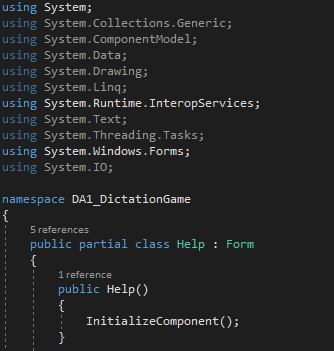 using System;
using System.Collections.Generic;
using System.ComponentModel;
using System.Data;
using System.Drawing;
using System.Linq;
using System.Runtime.InteropServices;
using System.Text;
using System.Threading.Tasks;
using System.Windows.Forms;
using System.IO;

namespace DA1_DictationGame
{
5 references
public partial class Help : Form
{
1 reference
public Help()
{
InitializeComponent();
}